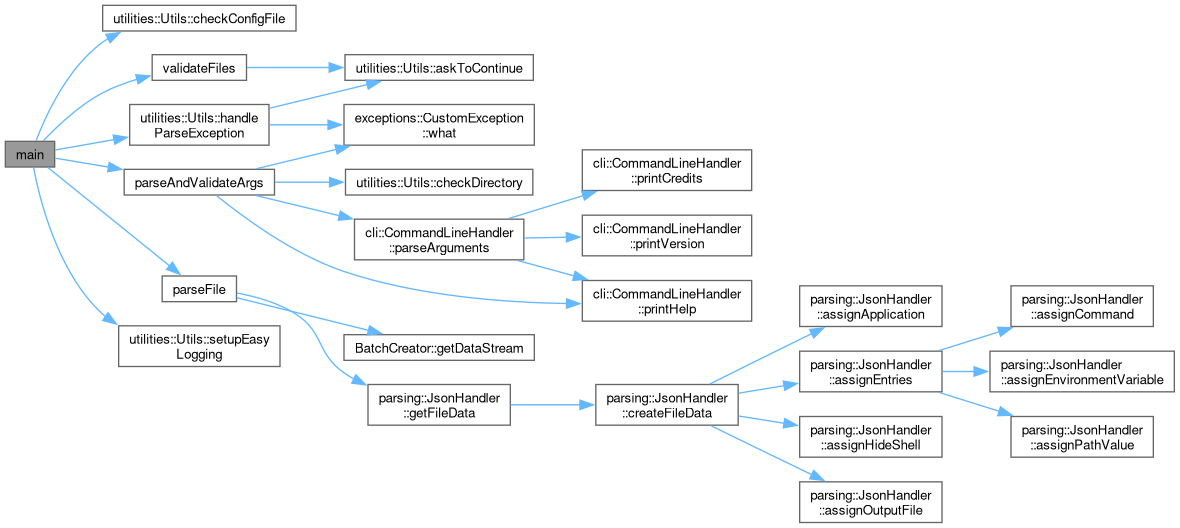 utilities::Utils::checkConfigFile
validateFiles
utilities::Utils::askToContinue
utilities::Utils::handle
ParseException
exceptions::CustomException
::what
main
parseAndValidateArgs
utilities::Utils::checkDirectory
cli::CommandLineHandler
::printCredits
cli::CommandLineHandler
::parseArguments
cli::CommandLineHandler
::printVersion
parseFile
cli::CommandLineHandler
::printHelp
utilities::Utils::setupEasy
Logging
BatchCreator::getDataStream
parsing::JsonHandler
::getFileData
parsing::JsonHandler
::createFileData
parsing::JsonHandler
::assignApplication
parsing::JsonHandler
::assignEntries
parsing::JsonHandler
::assignHideShell
parsing::JsonHandler
::assignOutputFile
parsing::JsonHandler
::assignCommand
parsing::JsonHandler
::assignEnvironmentVariable
parsing::JsonHandler
::assignPathValue